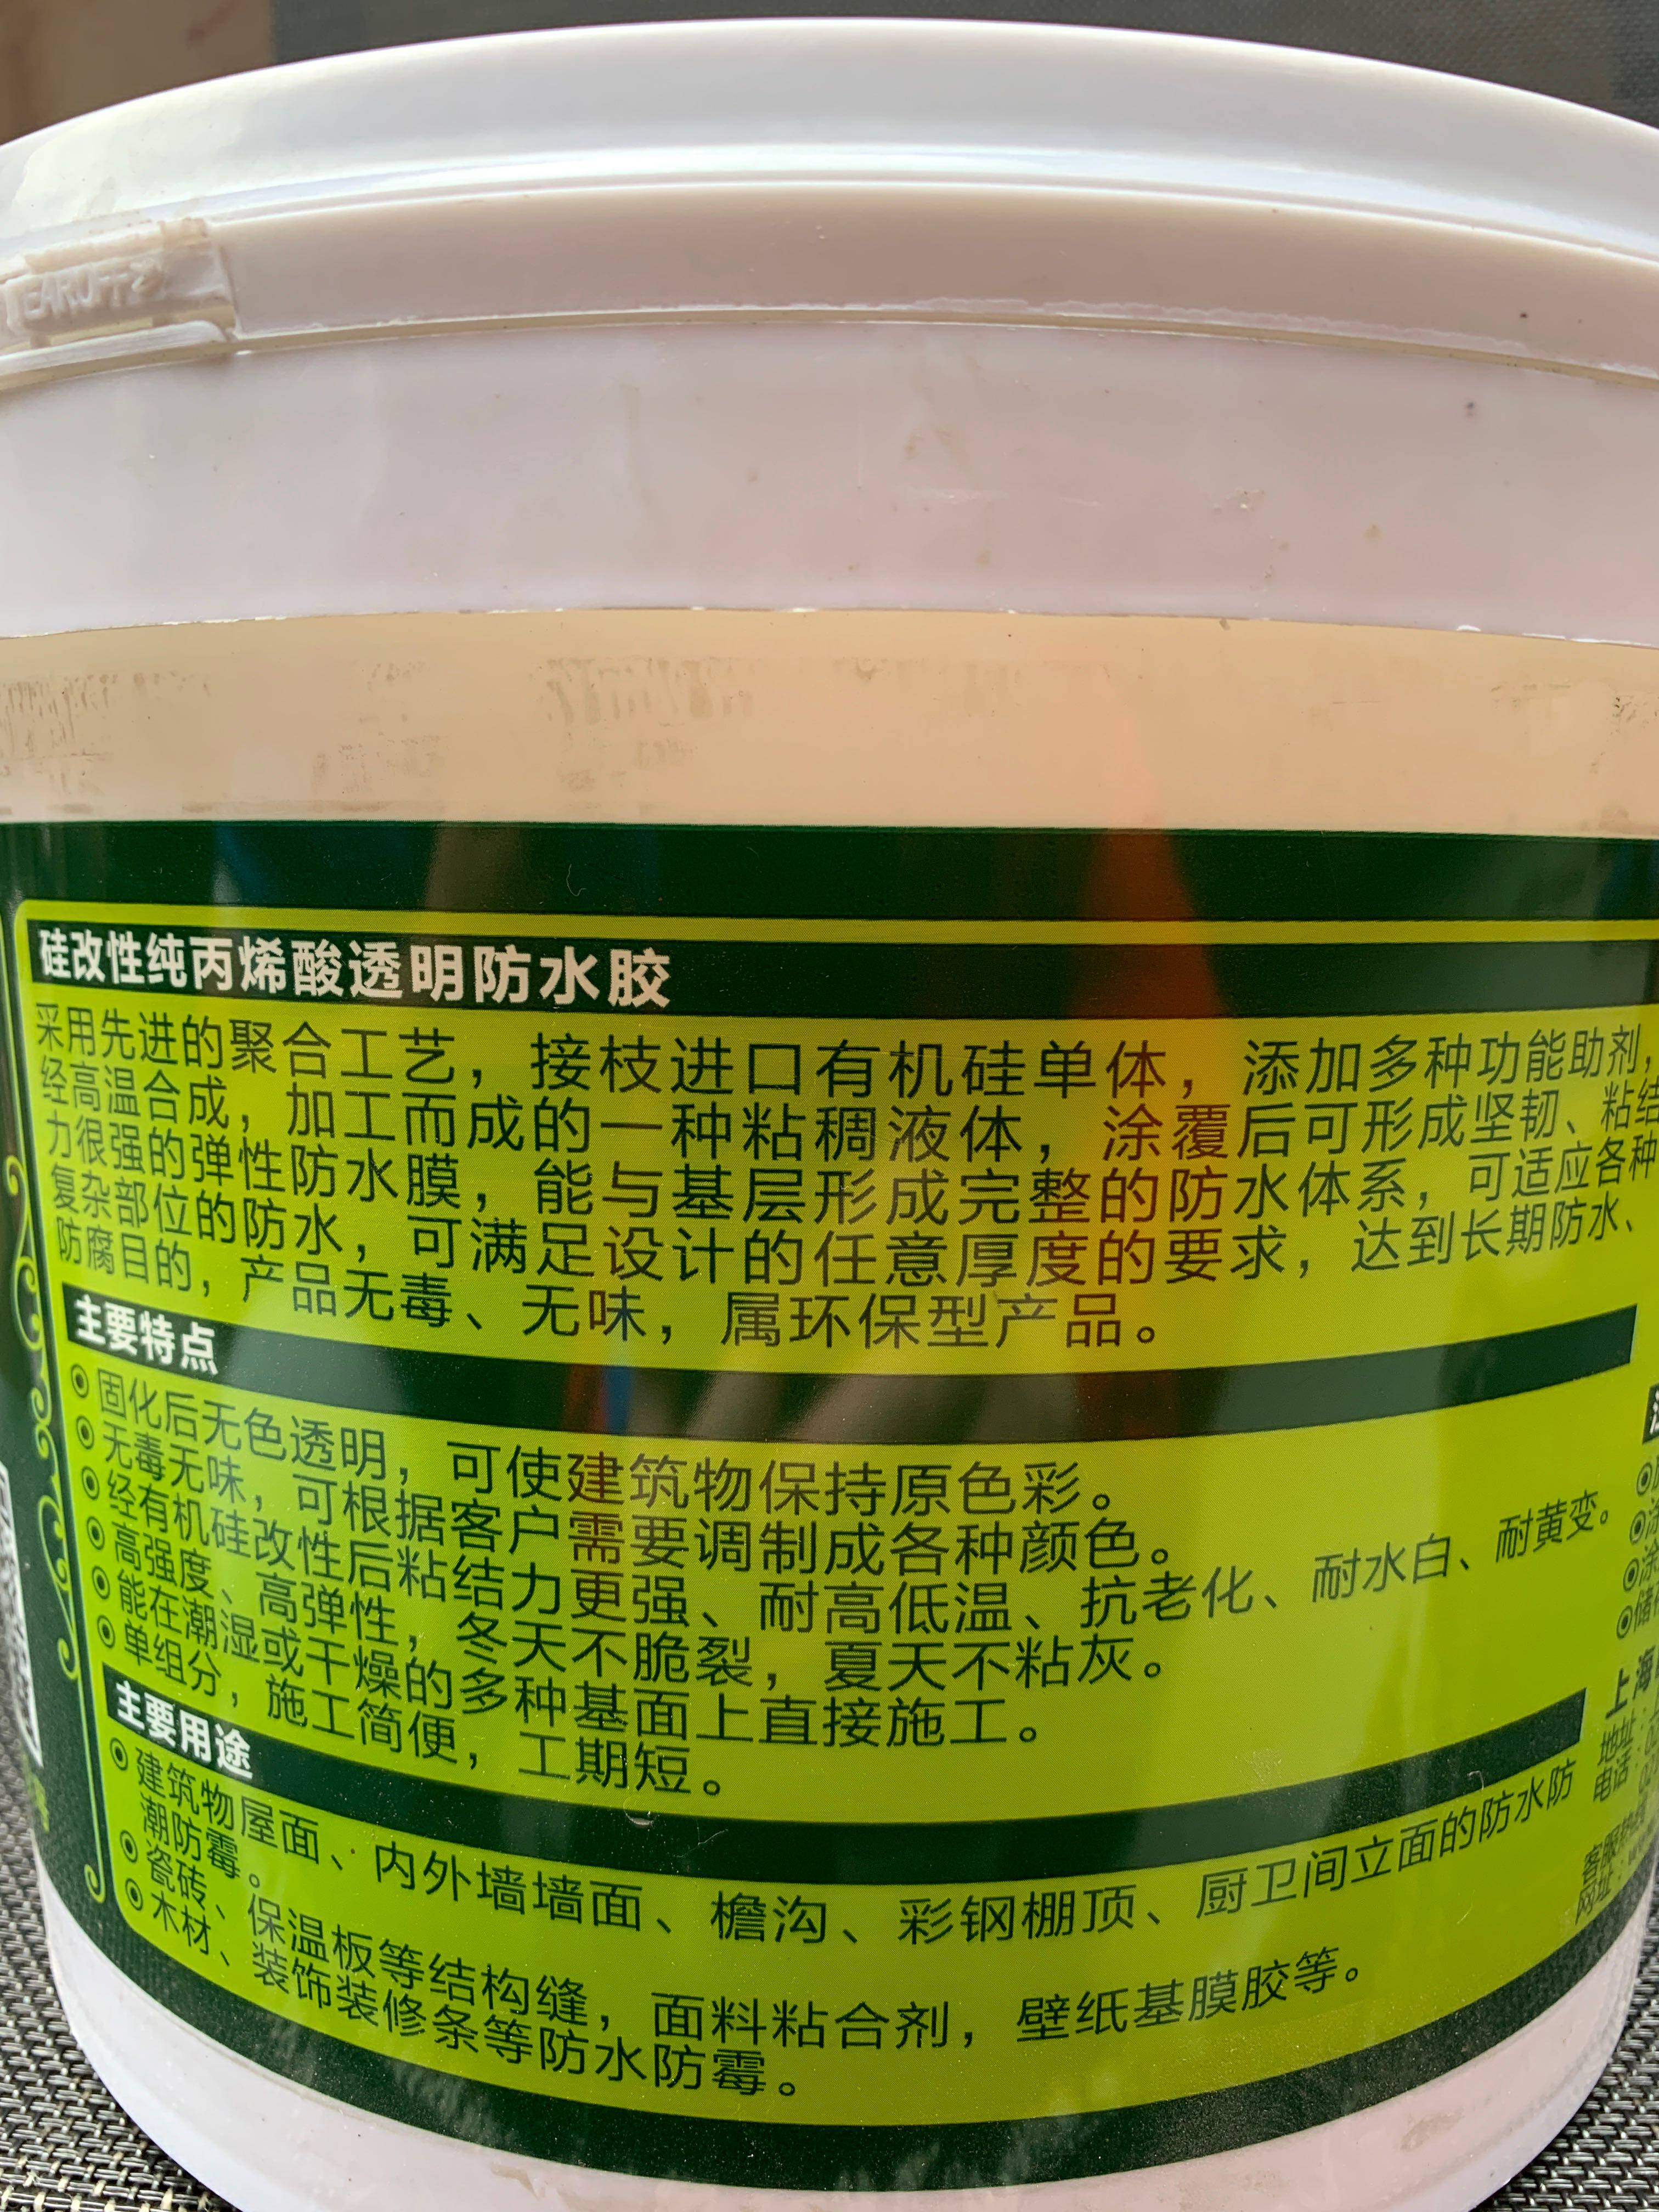 硅改性纯丙烯酸透明防水胶
采用先进的聚合工艺，接枝进口有机硅单体，添加多种功能助剂，
经高温合成，加工而成的一种粘稠液体，涂覆后可形成坚韧、粘结
力很强的弹性防水膜，能与基层形成完整的防水体系，可适应各种
复杂部位的防水，可满足设计的任意厚度的要求，达到长期防水、
防腐目的，产品无毒、无味，属环保型产品。
主要特点
◉固化后无色透明，可使建筑物保持原色彩。
◉无毒无味，可根据客户需要调制成各种颜色。
◉经有机硅改性后粘结力更强、耐高低温、抗老化、耐水白、耐黄变。
◉高强度、高弹性，冬天不脆裂，夏天不粘灰。
◉能在潮湿或干燥的多种基面上直接施工。
◉单组分，施工简便，工期短。
主要用途
◉建筑物屋面、内外墙墙面、檐沟、彩钢棚顶、厨卫间立面的防水防
潮防霉。
◉瓷砖、保温板等结构缝，面料粘合剂，壁纸基膜胶等。
◉木材、装饰装修条等防水防霉。
上海
地址：
电话：
客服热线
网址：